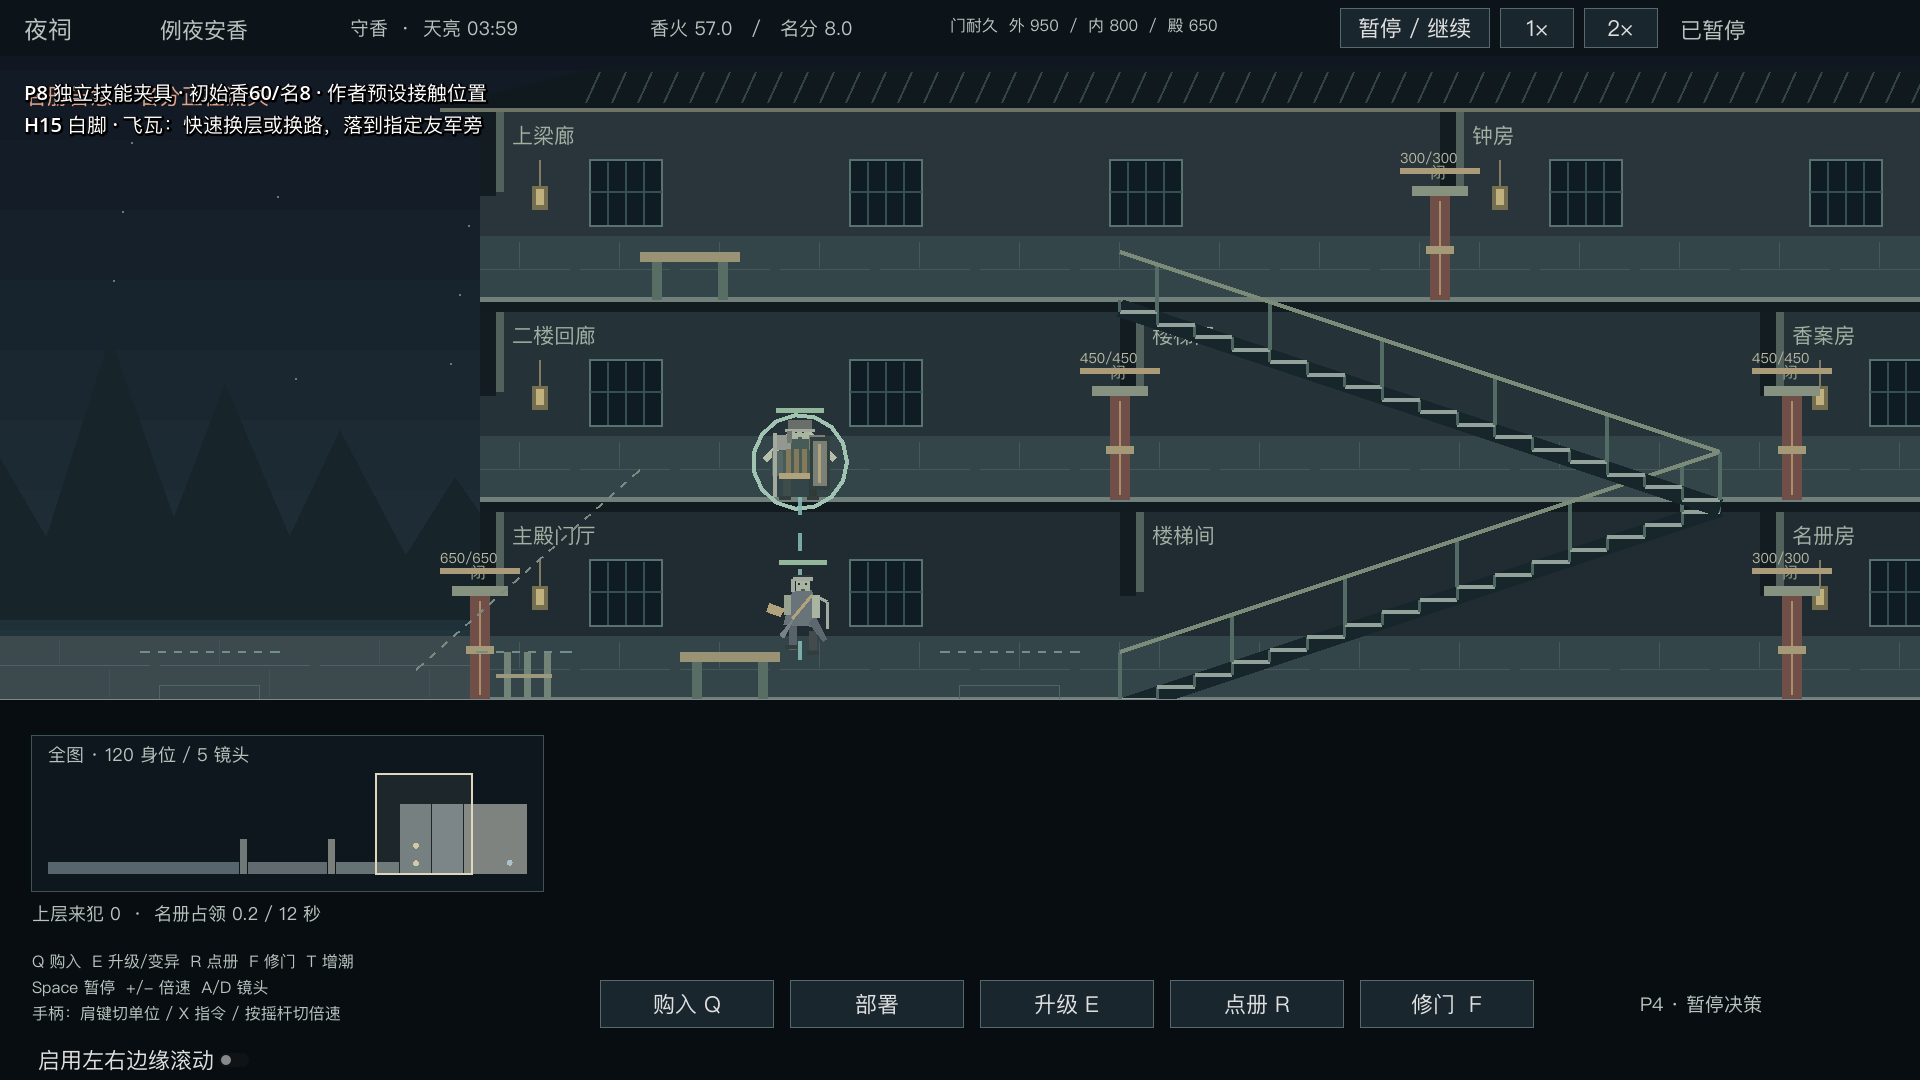 夜祠
例夜安香
守香 · 天亮 03:59
香火 57.0 / 名分 8.0
门耐久 外 950 / 内 800 / 殿 650
暂停 / 继续
1×
2×
已暂停
P8 独立技能夹具 · 初始香60/名8 · 作者预设接触位置
H15 白脚 · 飞瓦：快速换层或换路，落到指定友军旁
上梁廊
钟房
300/300
闭
二楼回廊
香案房
450/450
闭
450/450
闭
主殿门厅
楼梯间
名册房
650/650
闭
300/300
闭
全图 · 120 身位 / 5 镜头
上层来犯 0 · 名册占领 0.2 / 12 秒
Q 购入 E 升级/变异 R 点册 F 修门 T 增潮
Space 暂停 +/− 倍速 A/D 镜头
手柄：肩键切单位 / X 指令 / 按摇杆切倍速
购入 Q
部署
升级 E
点册 R
修门 F
P4 · 暂停决策
启用左右边缘滚动